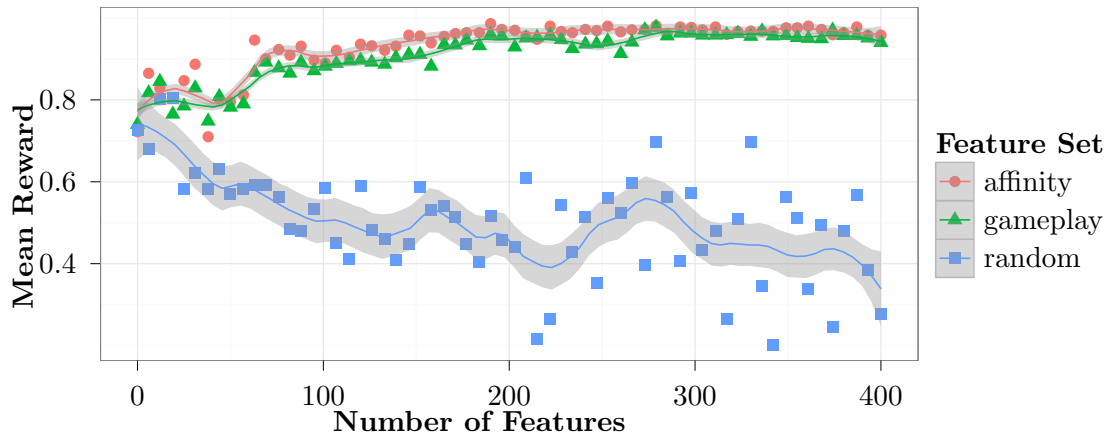 0.8
0.6
0.4
Mean Reward
0 100 200 300 400
Number of Features
Feature Set
affinity
gameplay
random